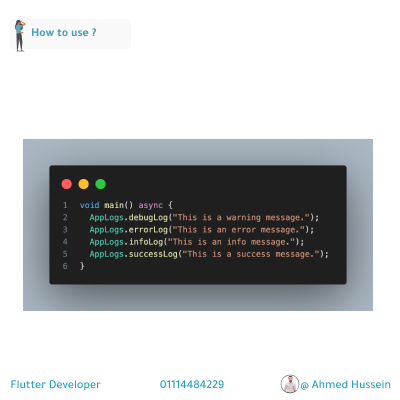 How to use ?
1 void main() async {
2 AppLogs.debugLog("This is a warning message.");
3 AppLogs.errorLog("This is an error message.");
4 AppLogs.infoLog("This is an info message.");
5 AppLogs.successLog("This is a success message.");
6 }
Flutter Developer 01114484229 @ Ahmed Hussein